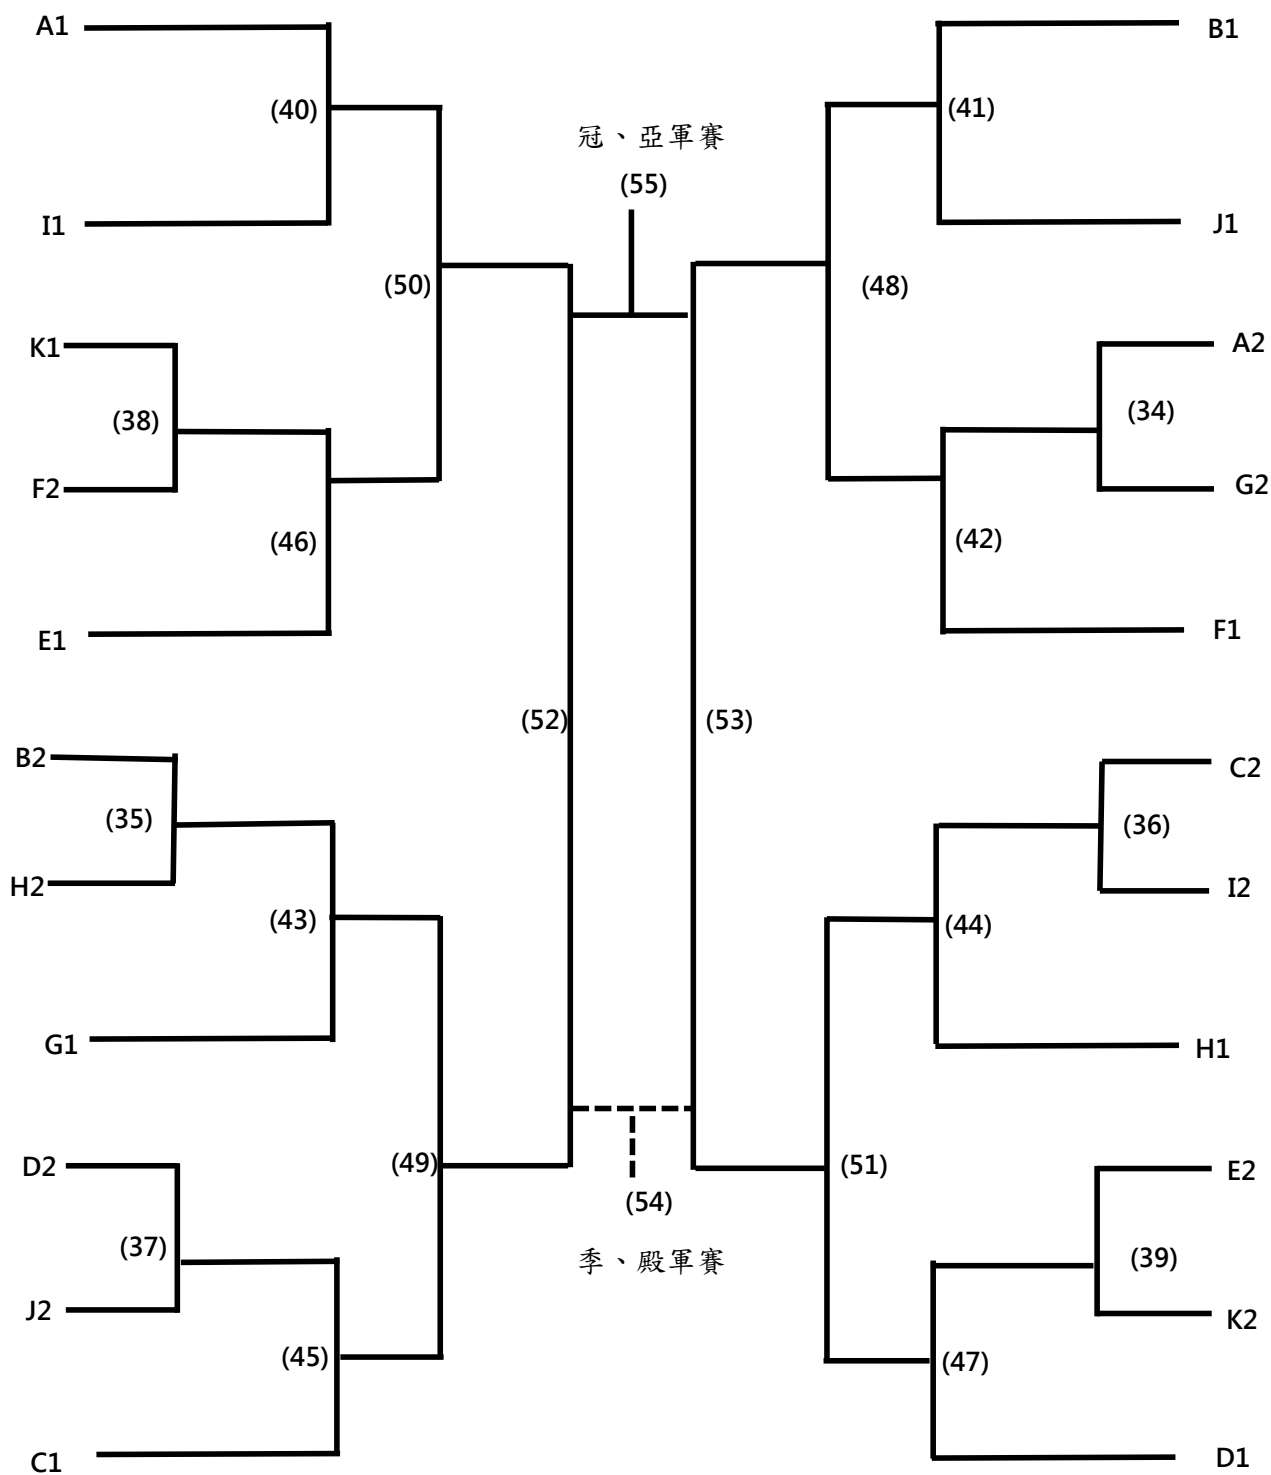 A1
B1
(40)
(41)
冠、亞軍賽
(55)
I1
J1
(50)
(48)
K1
A2
(38)
(34)
F2
G2
(46)
(42)
E1
F1
(52)
(53)
B2
C2
(35)
(36)
H2
I2
(43)
(44)
G1
H1
D2
(49)
(51)
E2
(54)
(37)
季、殿軍賽
(39)
J2
K2
(45)
(47)
C1
D1